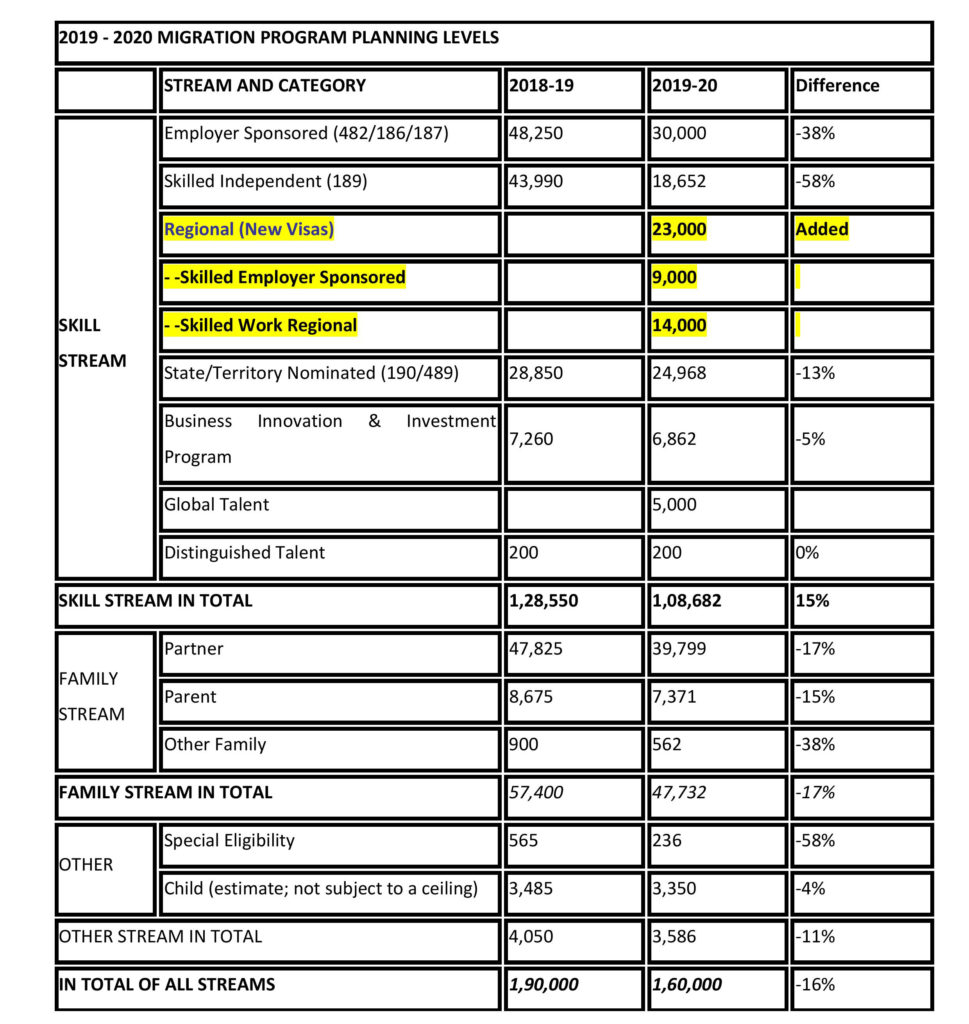 2019 - 2020 MIGRATION PROGRAM PLANNING LEVELS
STREAM AND CATEGORY 2018-19 2019-20 Difference
SKILL
STREAM
Employer Sponsored (482/186/187) 48,250 30,000 -38%
Skilled Independent (189) 43,990 18,652 -58%
Regional (New Visas) 23,000 Added
- -Skilled Employer Sponsored 9,000
- -Skilled Work Regional 14,000
State/Territory Nominated (190/489) 28,850 24,968 -13%
Business Innovation & Investment
Program 7,260 6,862 -5%
Global Talent 5,000
Distinguished Talent 200 200 0%
SKILL STREAM IN TOTAL 1,28,550 1,08,682 15%
FAMILY
STREAM
Partner 47,825 39,799 -17%
Parent 8,675 7,371 -15%
Other Family 900 562 -38%
FAMILY STREAM IN TOTAL 57,400 47,732 -17%
OTHER
Special Eligibility 565 236 -58%
Child (estimate; not subject to a ceiling) 3,485 3,350 -4%
OTHER STREAM IN TOTAL 4,050 3,586 -11%
IN TOTAL OF ALL STREAMS 1,90,000 1,60,000 -16%